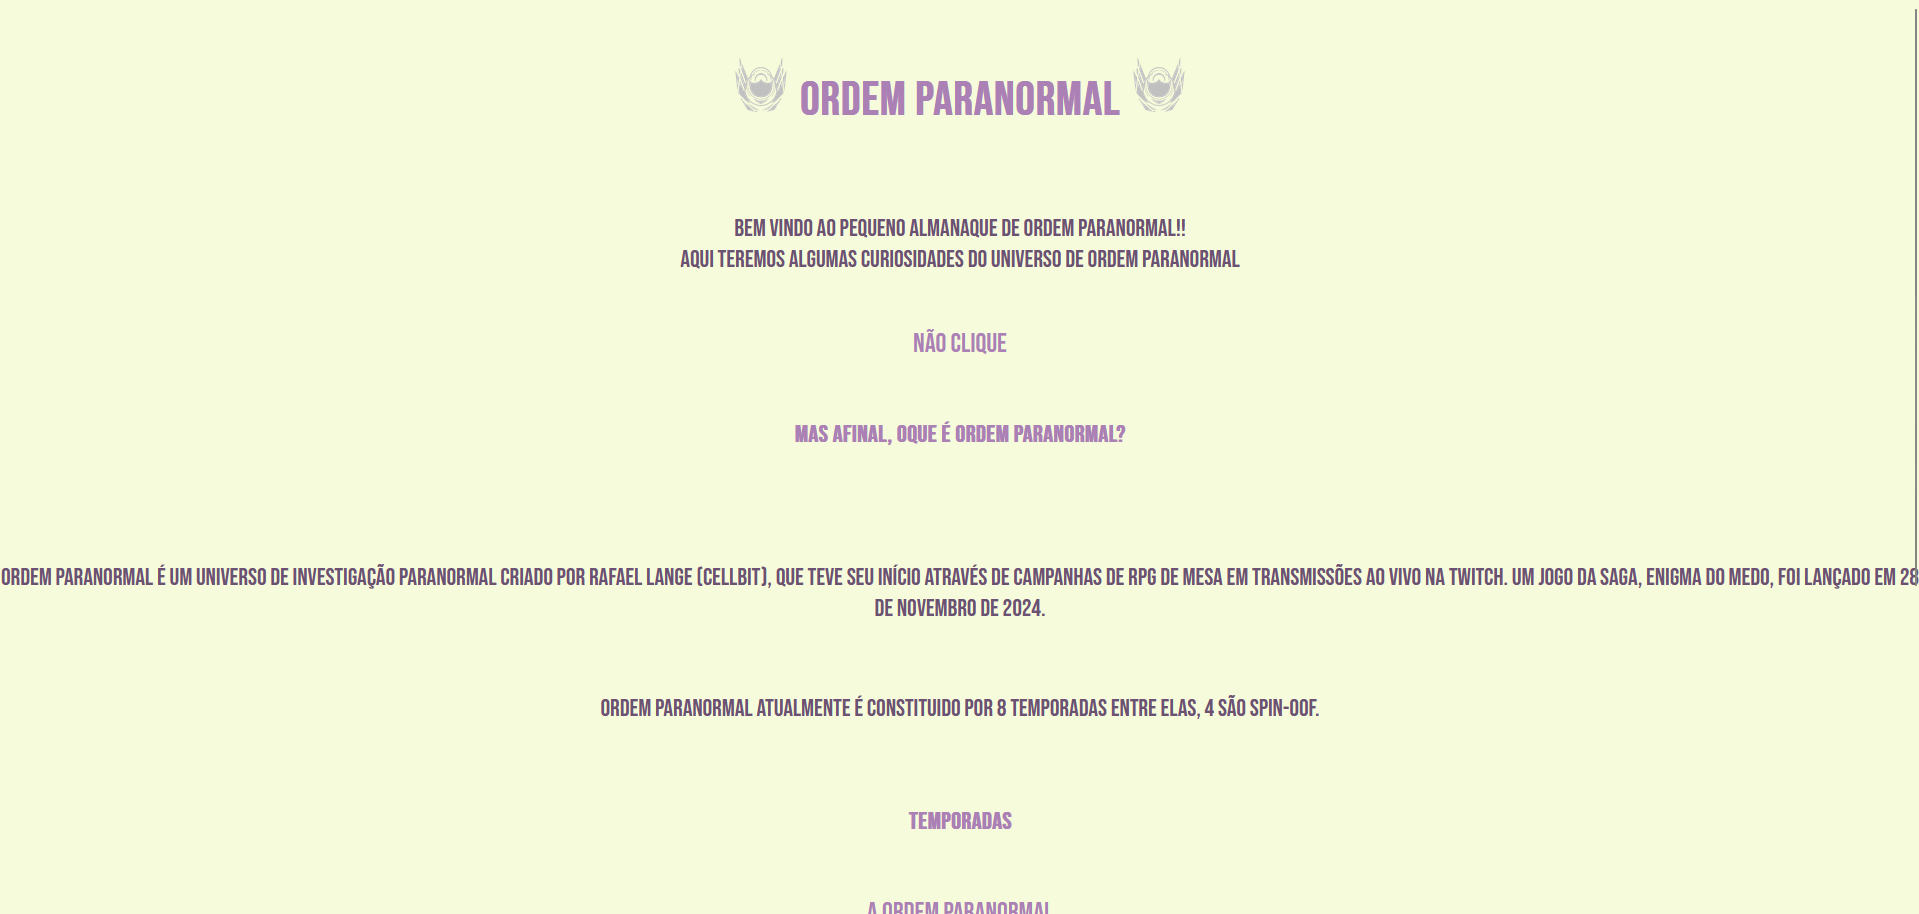 ORDEM PARANORMAL
BEM VINDO AO PEQUENO ALMANAQUE DE ORDEM PARANORMAL!!
AQUI TEREMOS ALGUMAS CURIOSIDADES DO UNIVERSO DE ORDEM PARANORMAL
NÃO CLIQUE
MAS AFINAL, OQUE É ORDEM PARANORMAL?
ORDEM PARANORMAL É UM UNIVERSO DE INVESTIGAÇÃO PARANORMAL CRIADO POR RAFAEL LANGE (CELLBIT), QUE TEVE SEU INÍCIO ATRAVÉS DE CAMPANHAS DE RPG DE MESA EM TRANSMISSÕES AO VIVO NA TWITCH. UM JOGO DA SAGA, ENIGMA DO MEDO, FOI LANÇADO EM 28
DE NOVEMBRO DE 2024.
ORDEM PARANORMAL ATUALMENTE É CONSTITUIDO POR 8 TEMPORADAS ENTRE ELAS, 4 SÃO SPIN-OOF.
TEMPORADAS
A ORDEM PARANORMAL